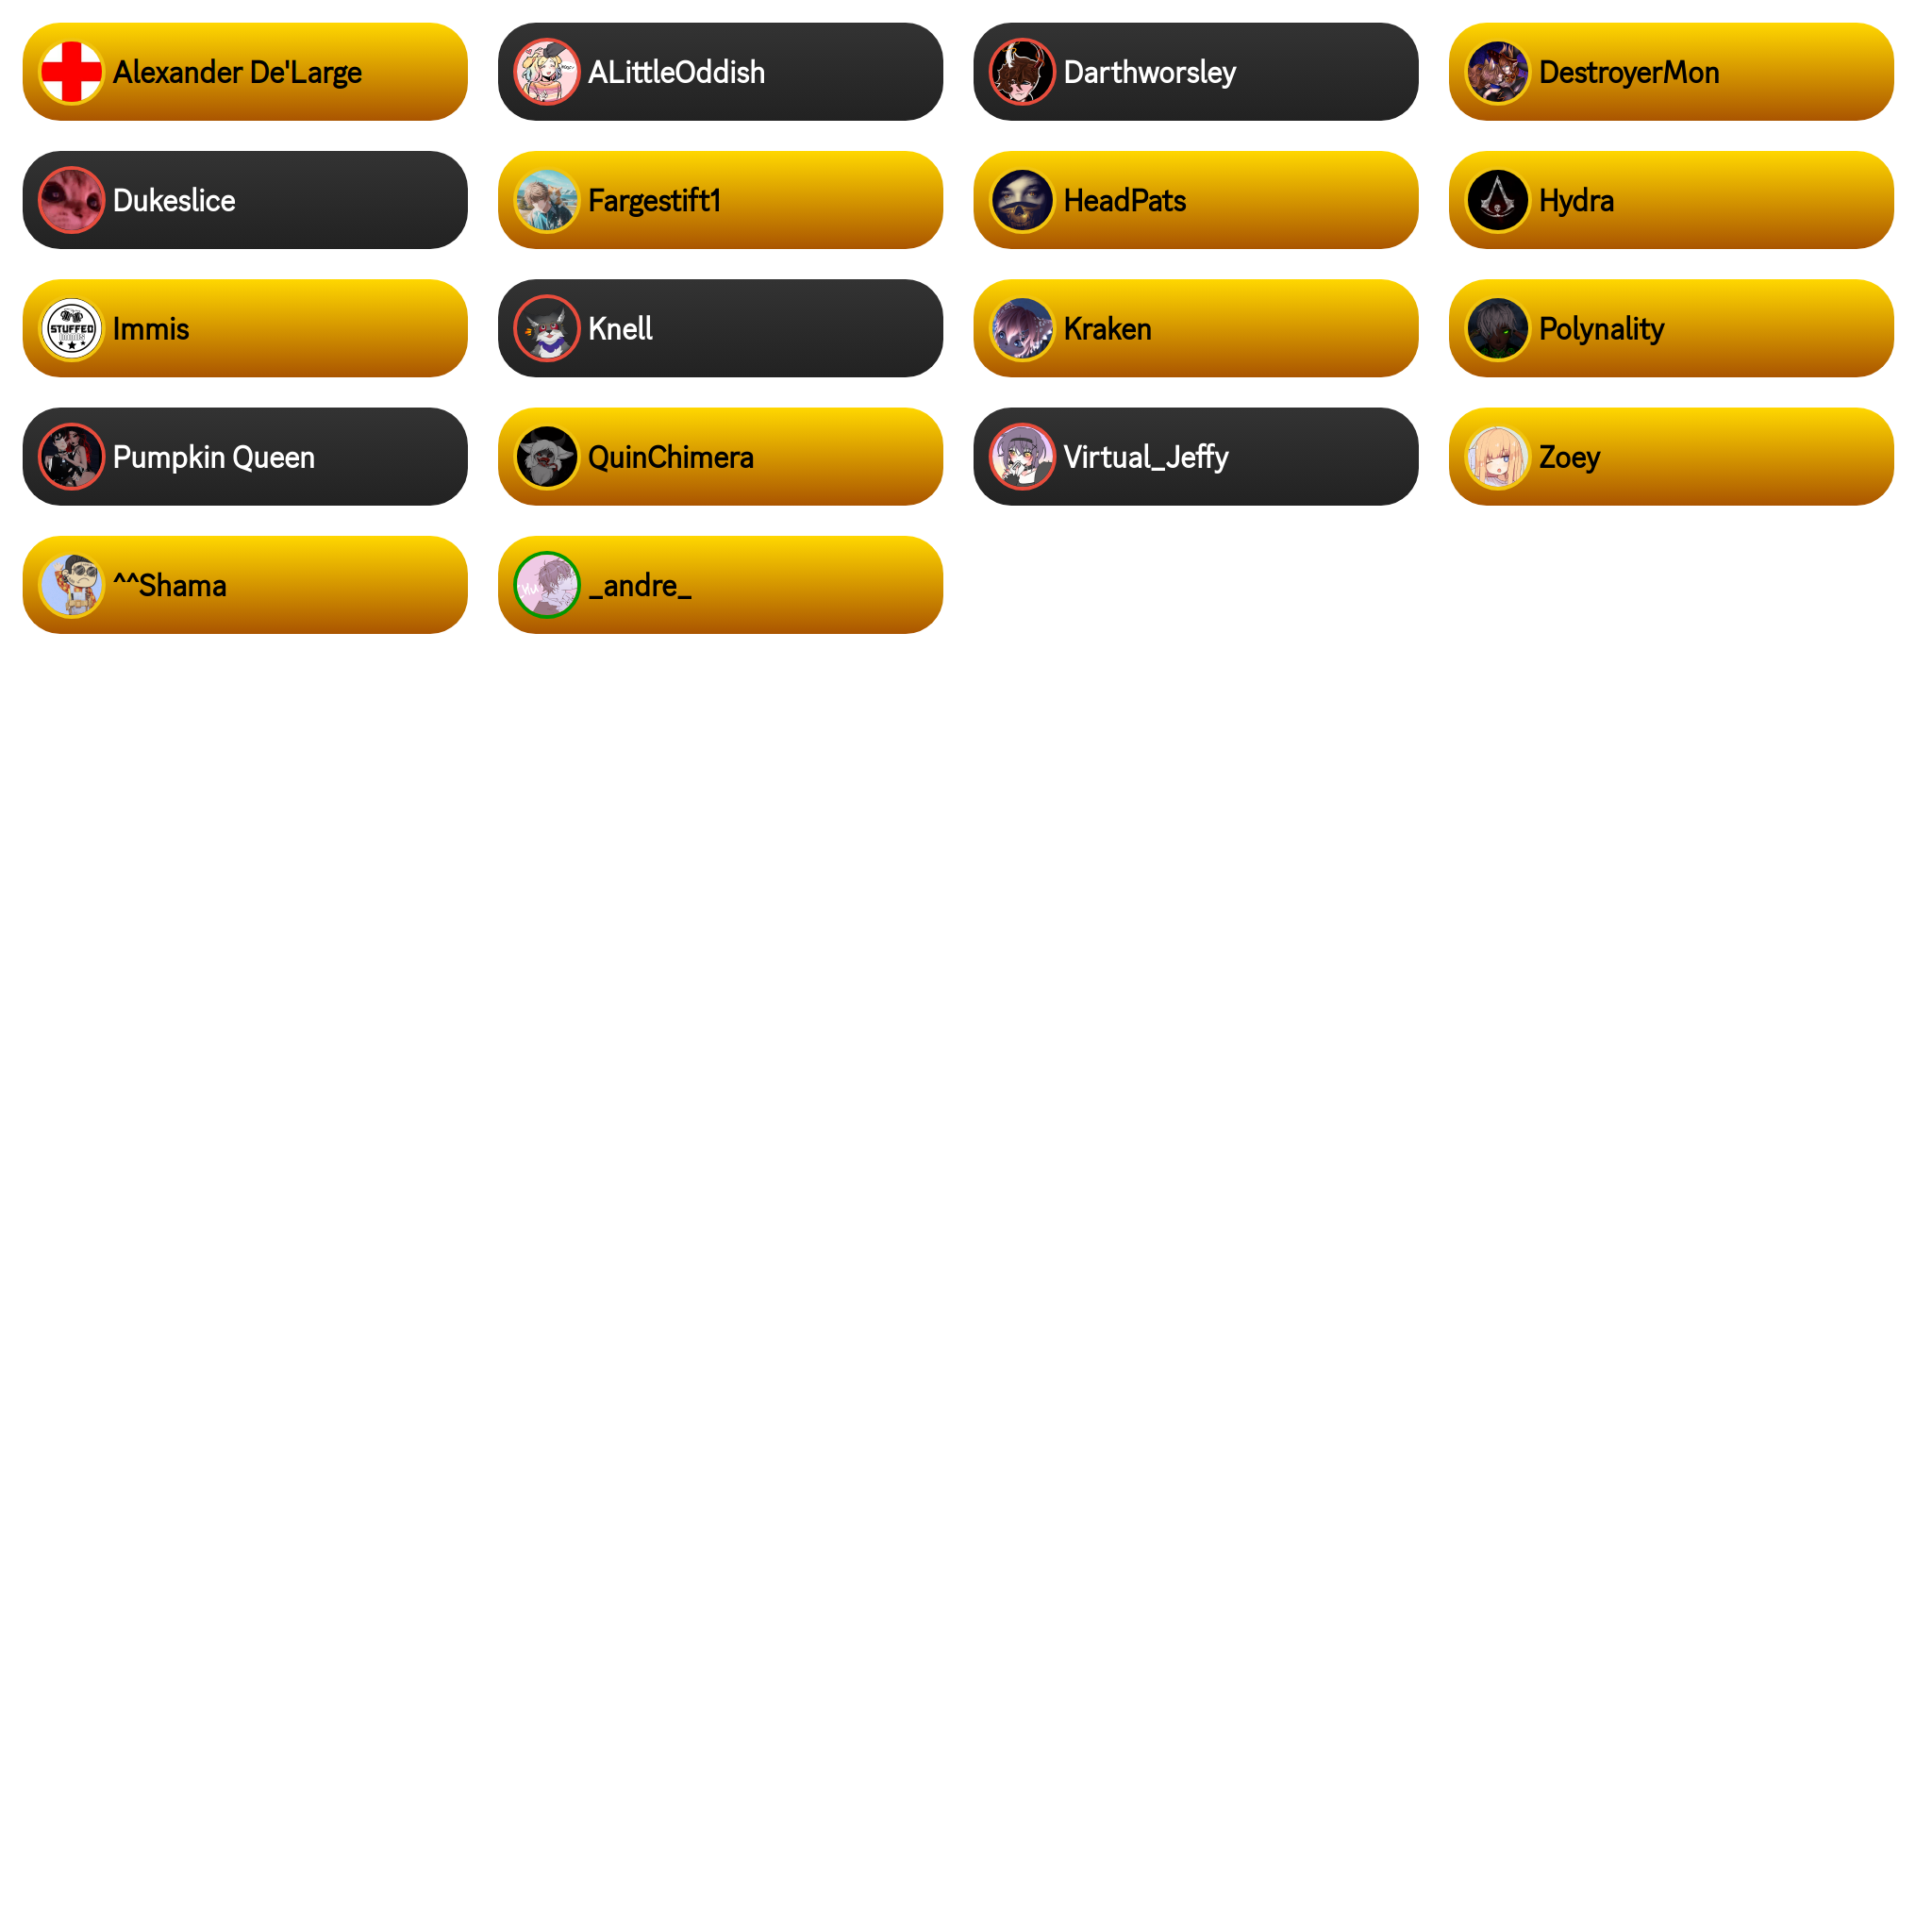 Alexander De'Large
ALittleOddish
Darthworsley
DestroyerMon
Dukeslice
Fargestift1
HeadPats
Hydra
STUFFED
Immis
Knell
Kraken
Polynality
Pumpkin Queen
QuinChimera
Virtual_Jeffy
Zoey
^^Shama
_andre_